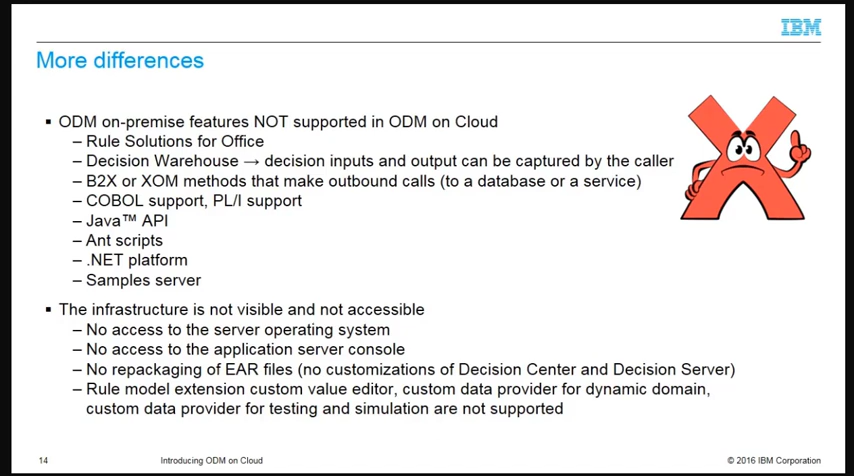 IBM
More differences
▪ ODM on-premise features NOT supported in ODM on Cloud
– Rule Solutions for Office
– Decision Warehouse → decision inputs and output can be captured by the caller
– B2X or XOM methods that make outbound calls (to a database or a service)
– COBOL support, PL/I support
– Java™ API
– Ant scripts
– .NET platform
– Samples server
▪ The infrastructure is not visible and not accessible
– No access to the server operating system
– No access to the application server console
– No repackaging of EAR files (no customizations of Decision Center and Decision Server)
– Rule model extension custom value editor, custom data provider for dynamic domain,
custom data provider for testing and simulation are not supported
14 Introducing ODM on Cloud © 2016 IBM Corporation